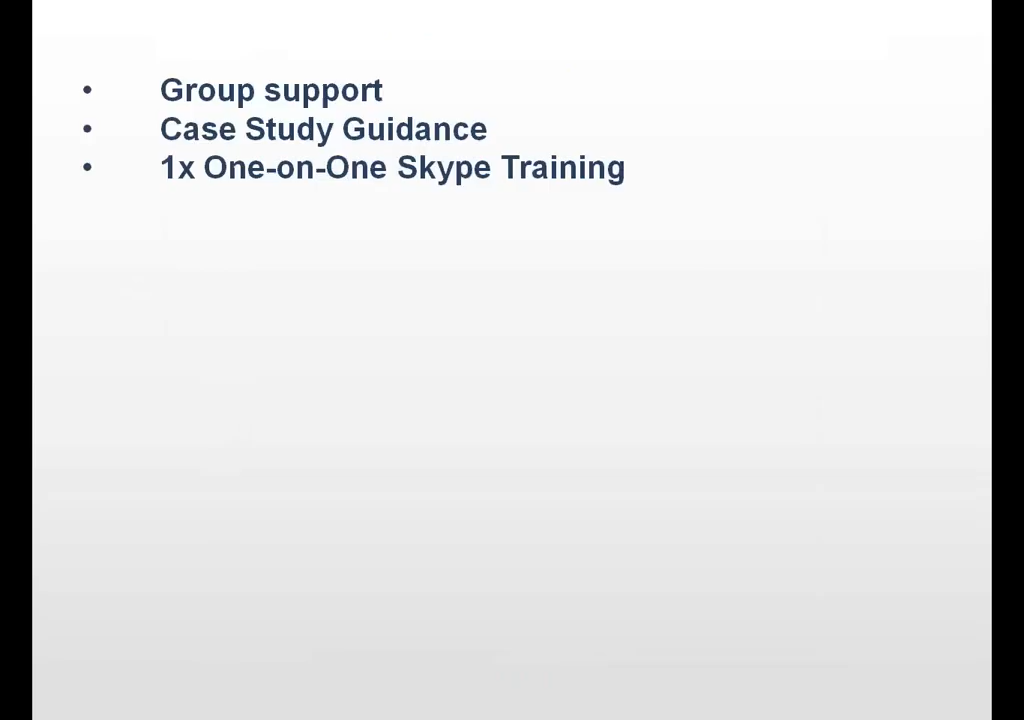 • Group support
• Case Study Guidance
• 1x One-on-One Skype Training